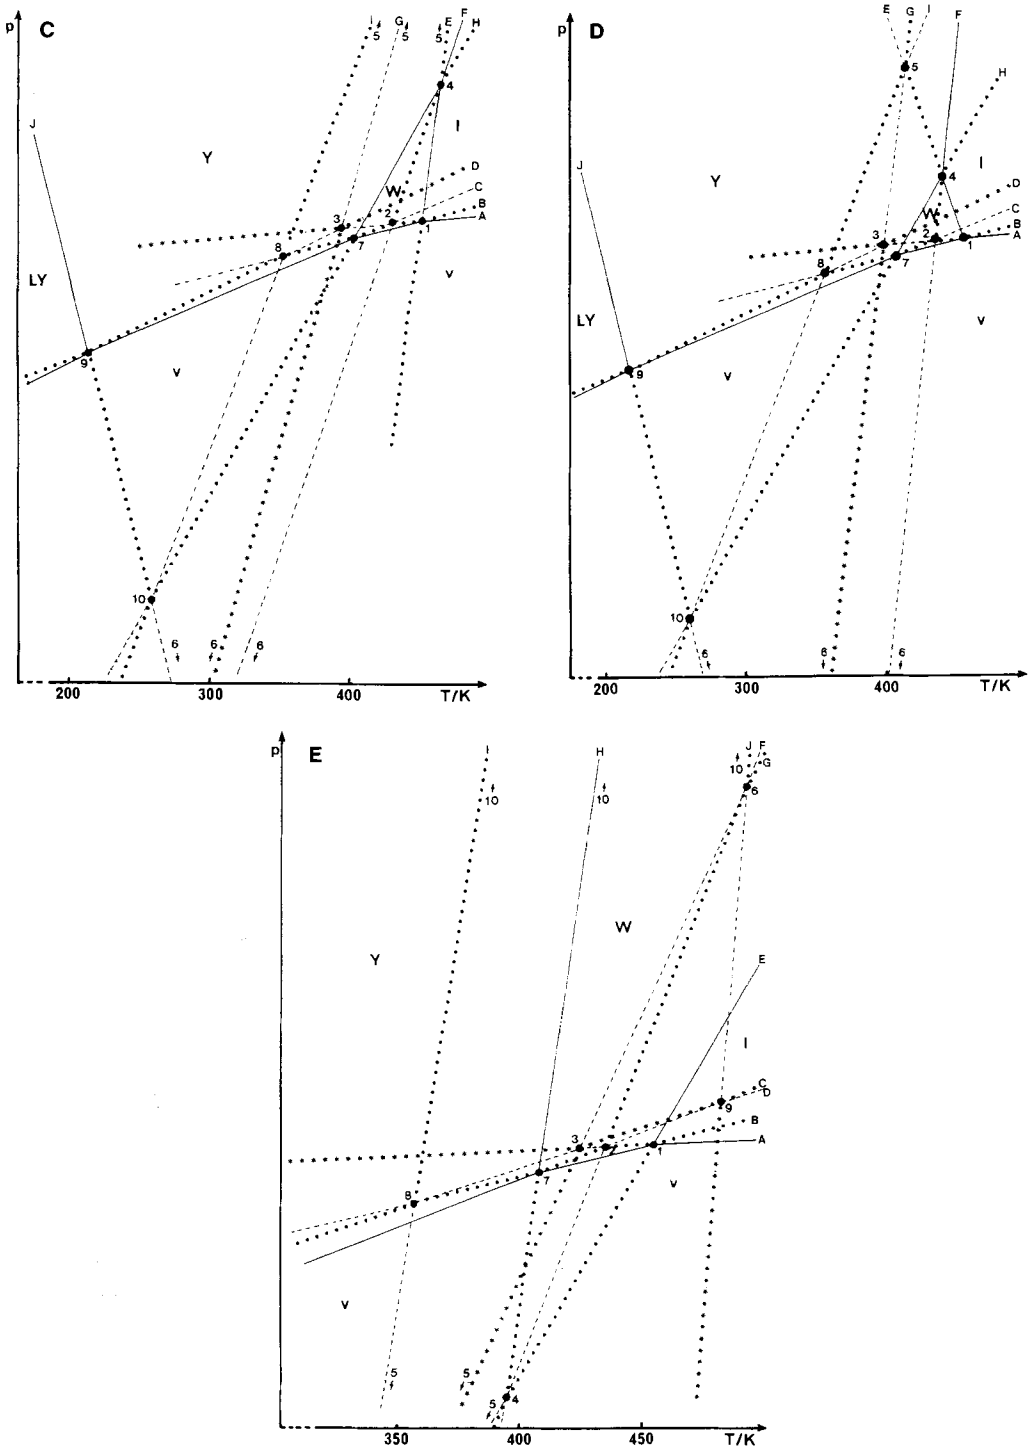 p C I G E F H
5 5 5
4
J
I
Y
D
W C
3 2 B
A
1
8 7
LY v
v
9
10
6 6 6
200 300 400 T/K
p D E G I F
5
H
J I
Y 4
D
W C
3 2 B
A
1
8 7
LY v
v
9
10
6 6
200 300 400 T/K
p E I H J F
G
10
10 10 6
W
Y E
I
C
D
9
B
3 2 A
1
7 v
8
v
5 5
5 4
350 400 450 T/K